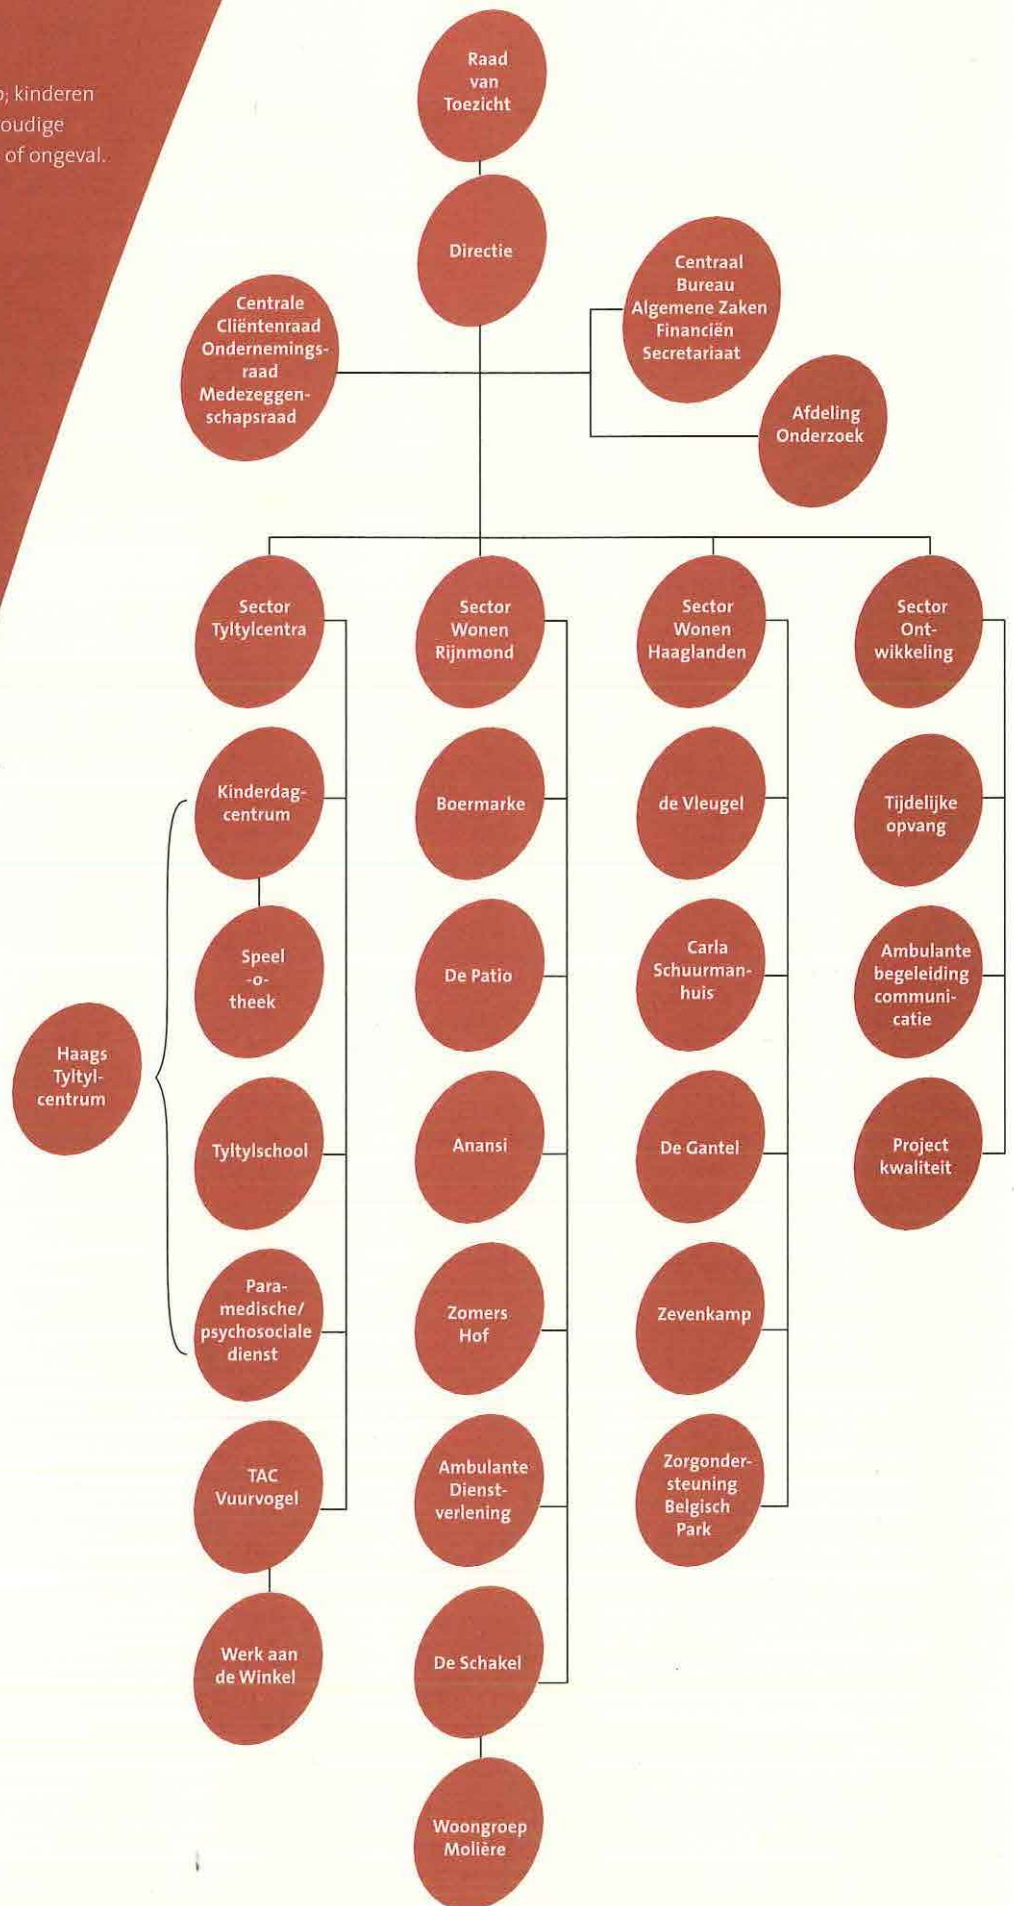 ; kinderen
oudige
of ongeval.
Raad
van
Toezicht
Directie
Centrale
Cliëntenraad
Ondernemings-
raad
Medezeggen-
schapsraad
Centraal
Bureau
Algemene Zaken
Financiën
Secretariaat
Afdeling
Onderzoek
Sector
Tyltylcentra
Sector
Wonen
Rijnmond
Sector
Wonen
Haaglanden
Sector
Ont-
wikkeling
Kinderdag-
centrum
Boermarke
de Vleugel
Tijdelijke
opvang
Speel
-o-
theek
De Patio
Carla
Schuurman-
huis
Ambulante
begeleiding
communi-
catie
Haags
Tyltyl-
centrum
Tyltylschool
Anansi
De Gantel
Project
kwaliteit
Para-
medische/
psychosociale
dienst
Zomers
Hof
Zevenkamp
TAC
Vuurvogel
Ambulante
Dienst-
verlening
Zorgonder-
steuning
Belgisch
Park
Werk aan
de Winkel
De Schakel
Woongroep
Molière